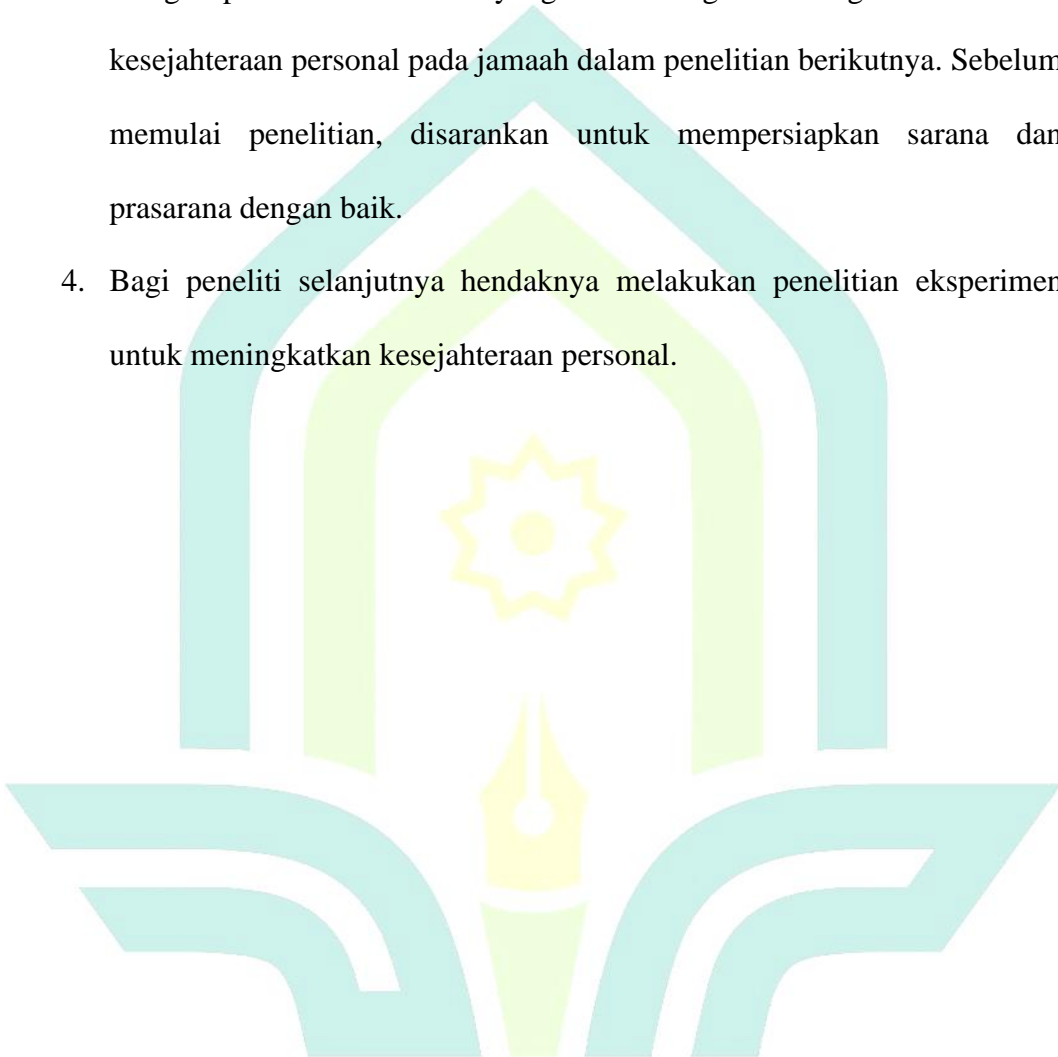 kesejahteraan personal pada jamaah dalam penelitian berikutnya. Sebelum
memulai penelitian, disarankan untuk mempersiapkan sarana dan
prasarana dengan baik.
4. Bagi peneliti selanjutnya hendaknya melakukan penelitian eksperimen
untuk meningkatkan kesejahteraan personal.